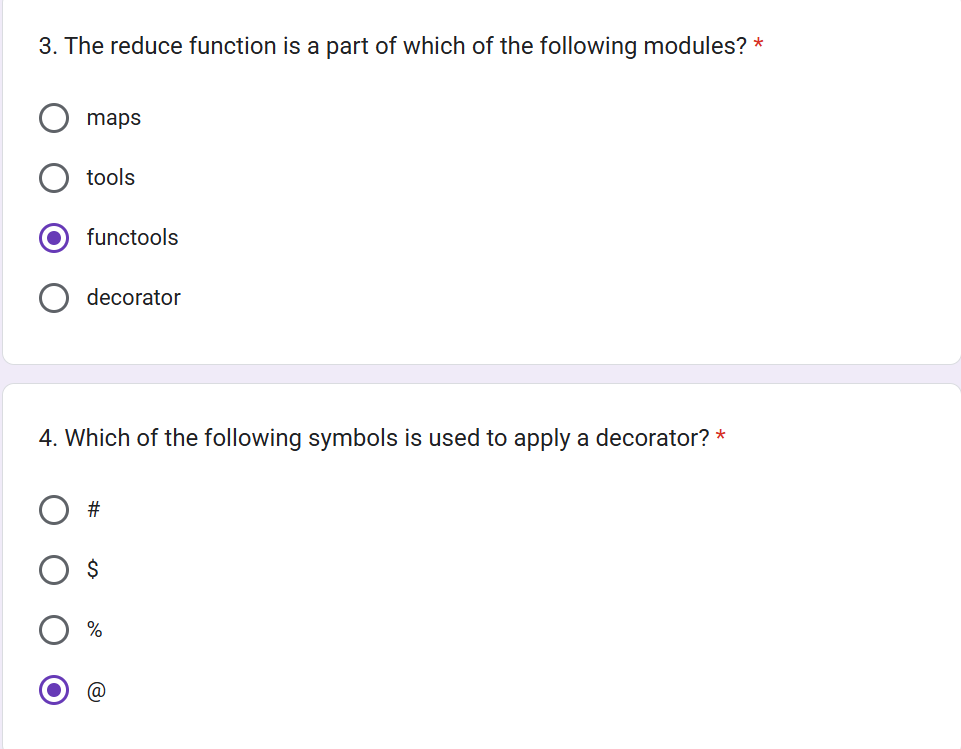 3. The reduce function is a part of which of the following modules? *
maps
tools
functools
decorator
4. Which of the following symbols is used to apply a decorator? *
#
$
%
@